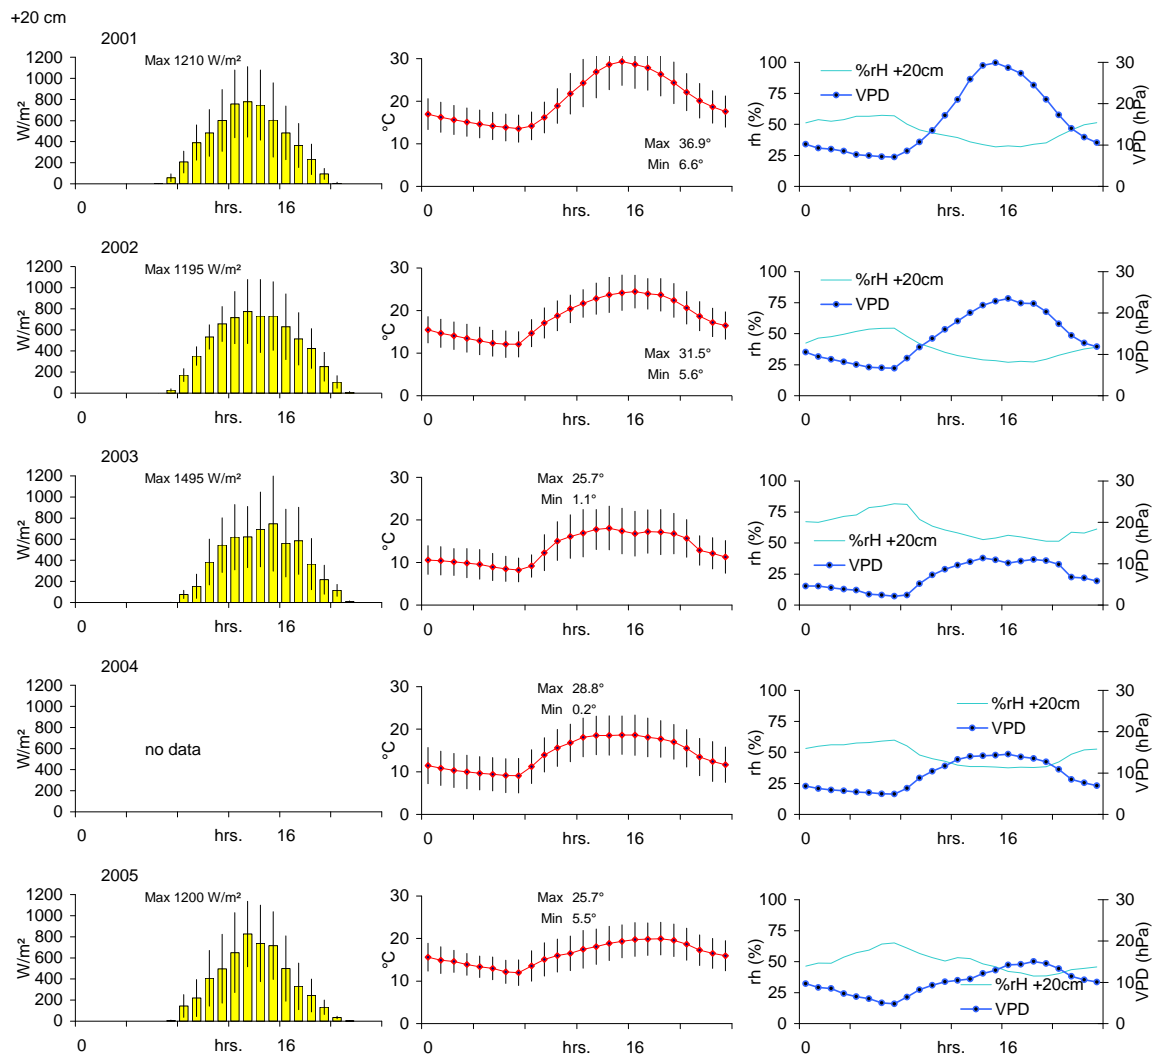 +20 cm
2001
Max 1210 W/m²
1200
1000
800
600
400
200
0
W/m²
0
hrs.
16
30
20
10
0
°C
Max 36.9°
Min 6.6°
0
hrs.
16
100
75
50
25
0
rh (%)
%rH +20cm
VPD
30
20
10
0
VPD (hPa)
0
hrs.
16
2002
Max 1195 W/m²
1200
1000
800
600
400
200
0
W/m²
0
hrs.
16
30
20
10
0
°C
Max 31.5°
Min 5.6°
0
hrs.
16
100
75
50
25
0
rh (%)
%rH +20cm
VPD
30
20
10
0
VPD (hPa)
0
hrs.
16
2003
Max 1495 W/m²
1200
1000
800
600
400
200
0
W/m²
0
hrs.
16
30
20
10
0
°C
Max 25.7°
Min 1.1°
0
hrs.
16
100
75
50
25
0
rh (%)
%rH +20cm
VPD
30
20
10
0
VPD (hPa)
0
hrs.
16
2004
1200
1000
800
600
400
200
0
W/m²
no data
0
hrs.
16
30
20
10
0
°C
Max 28.8°
Min 0.2°
0
hrs.
16
100
75
50
25
0
rh (%)
%rH +20cm
VPD
30
20
10
0
VPD (hPa)
0
hrs.
16
2005
Max 1200 W/m²
1200
1000
800
600
400
200
0
W/m²
0
hrs.
16
30
20
10
0
°C
Max 25.7°
Min 5.5°
0
hrs.
16
100
75
50
25
0
rh (%)
%rH +20cm
VPD
30
20
10
0
VPD (hPa)
0
hrs.
16